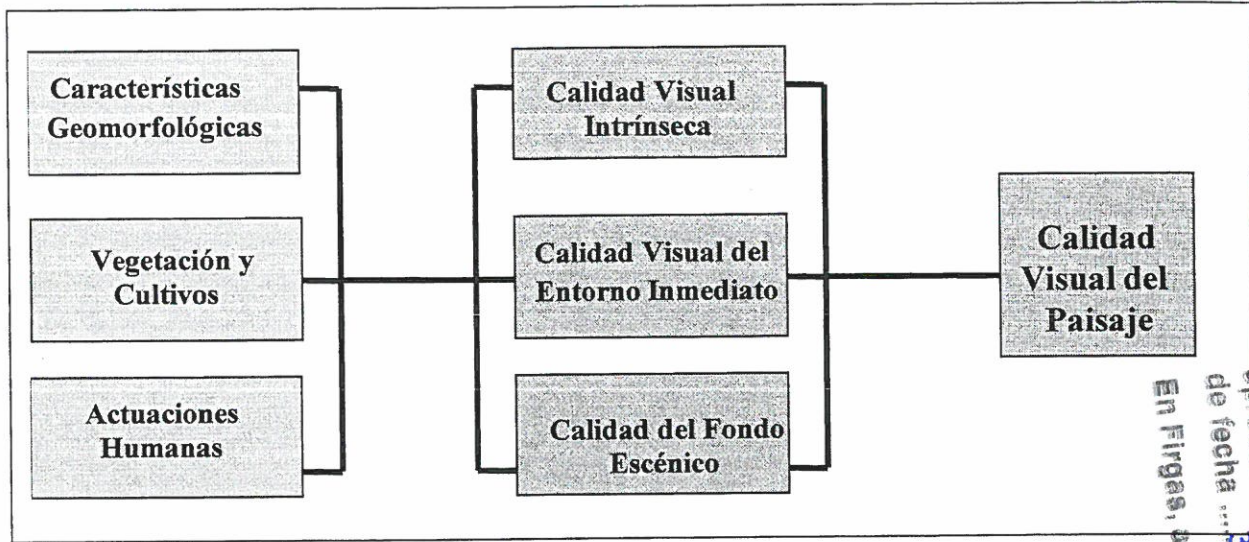 Características
Geomorfológicas
Vegetación y
Cultivos
Actuaciones
Humanas
Calidad Visual
Intrínseca
Calidad Visual del
Entorno Inmediato
Calidad del Fondo
Escénico
Calidad
Visual del
Paisaje
de fecha ....
En Firgas, a